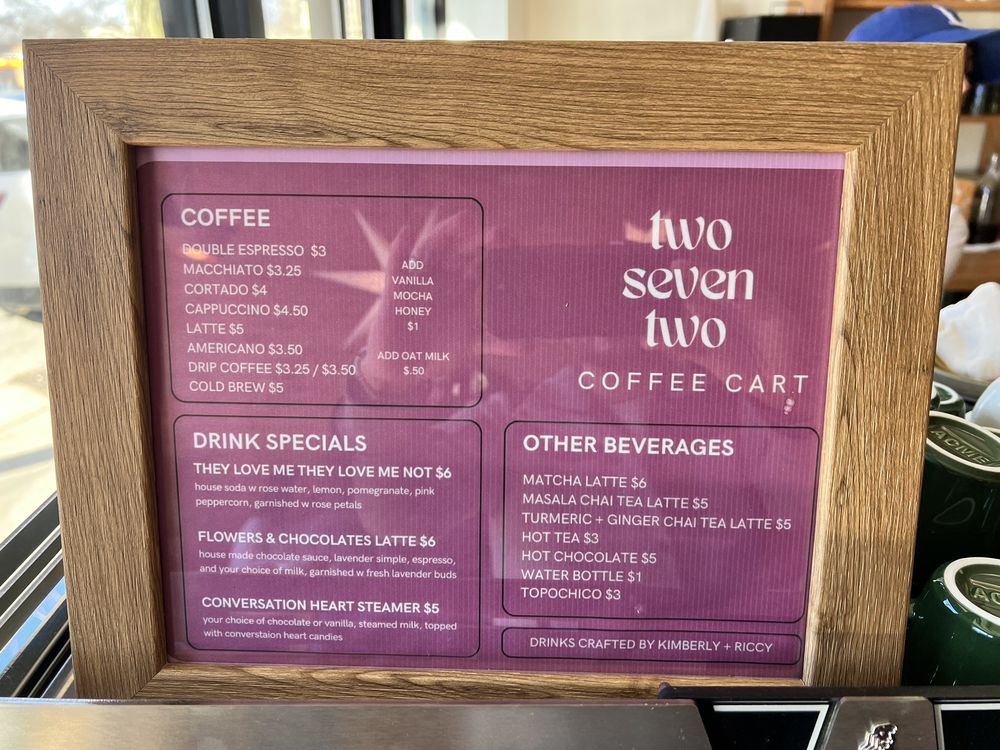 COFFEE
DOUBLE ESPRESSO $3
MACCHIATO $3.25
CORTADO $4
CAPPUCCINO $4.50
LATTE $5
AMERICANO $3.50
DRIP COFFEE $3.25 / $3.50
COLD BREW $5
ADD
VANILLA
MOCHA
HONEY
$1
ADD OAT MILK
$.50
two
seven
two
COFFEE CART
DRINK SPECIALS
THEY LOVE ME THEY LOVE ME NOT $6
house soda w rose water, lemon, pomegranate, pink
peppercorn, garnished w rose petals
FLOWERS & CHOCOLATES LATTE $6
house made chocolate sauce, lavender simple, espresso,
and your choice of milk, garnished w fresh lavender buds
CONVERSATION HEART STEAMER $5
your choice of chocolate or vanilla, steamed milk, topped
with converstaion heart candies
OTHER BEVERAGES
MATCHA LATTE $6
MASALA CHAI TEA LATTE $5
TURMERIC + GINGER CHAI TEA LATTE $5
HOT TEA $3
HOT CHOCOLATE $5
WATER BOTTLE $1
TOPOCHICO $3
DRINKS CRAFTED BY KIMBERLY + RICCY
ACME
ACME